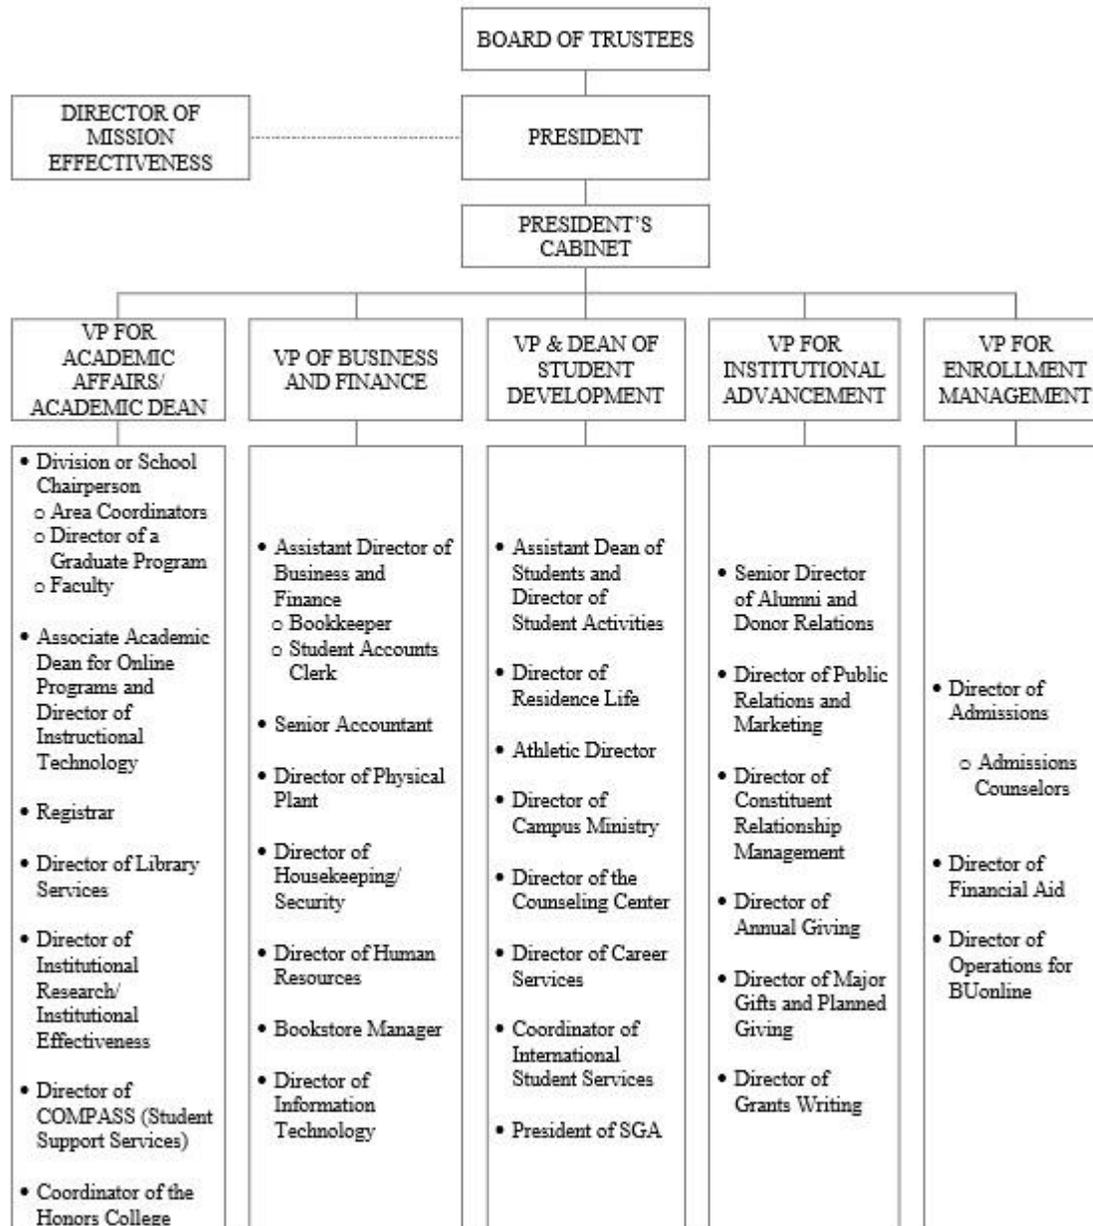 BOARD OF TRUSTEES
DIRECTOR OF
MISSION
EFFECTIVENESS
PRESIDENT
PRESIDENT’S
CABINET
VP FOR
ACADEMIC
AFFAIRS/
ACADEMIC DEAN
VP OF BUSINESS
AND FINANCE
VP & DEAN OF
STUDENT
DEVELOPMENT
VP FOR
INSTITUTIONAL
ADVANCEMENT
VP FOR
ENROLLMENT
MANAGEMENT
• Division or School
Chairperson
o Area Coordinators
o Director of a
Graduate Program
o Faculty
• Associate Academic
Dean for Online
Programs and
Director of
Instructional
Technology
• Registrar
• Director of Library
Services
• Director of
Institutional
Research/
Institutional
Effectiveness
• Director of
COMPASS (Student
Support Services)
• Coordinator of the
Honors College
• Assistant Director of
Business and
Finance
o Bookkeeper
o Student Accounts
Clerk
• Senior Accountant
• Director of Physical
Plant
• Director of
Housekeeping/
Security
• Director of Human
Resources
• Bookstore Manager
• Director of
Information
Technology
• Assistant Dean of
Students and
Director of
Student Activities
• Director of
Residence Life
• Athletic Director
• Director of
Campus Ministry
• Director of the
Counseling Center
• Director of Career
Services
• Coordinator of
International
Student Services
• President of SGA
• Senior Director
of Alumni and
Donor Relations
• Director of Public
Relations and
Marketing
• Director of
Constituent
Relationship
Management
• Director of
Annual Giving
• Director of Major
Gifts and Planned
Giving
• Director of
Grants Writing
• Director of
Admissions
o Admissions
Counselors
• Director of
Financial Aid
• Director of
Operations for
BUonline